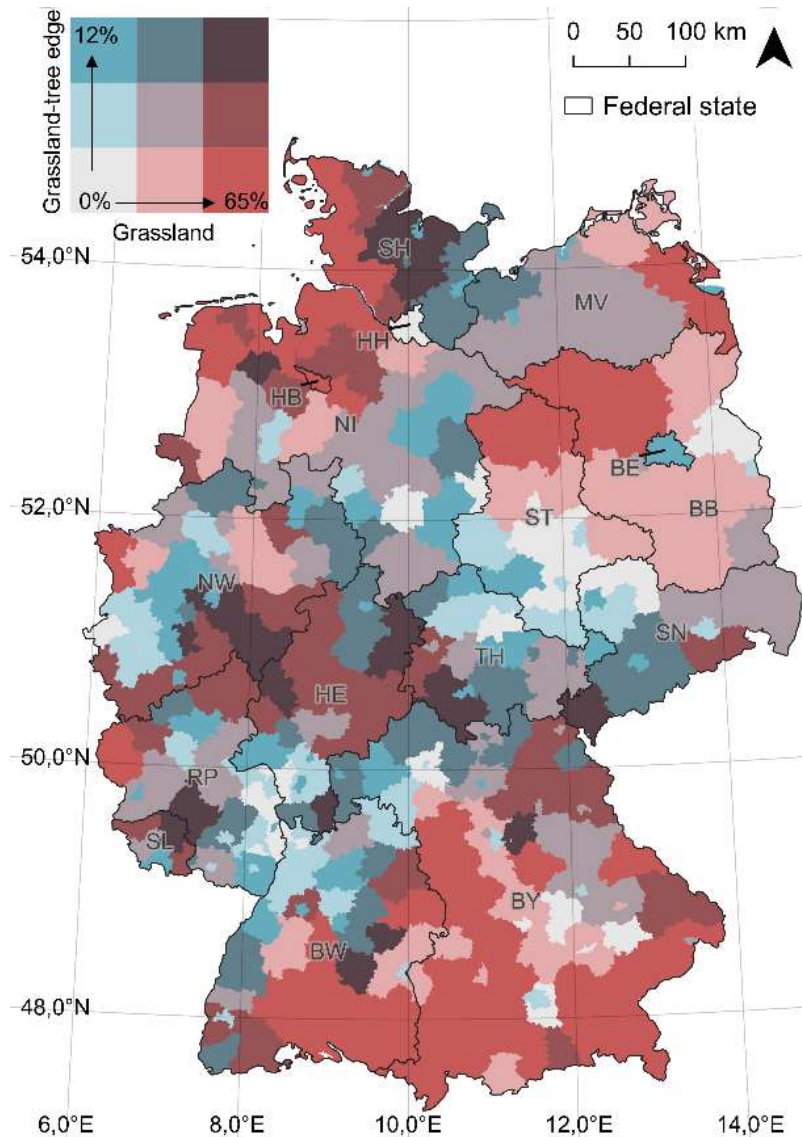 12%
Grassland-tree edge
0%
65%
Grassland
0 50 100 km
Federal state
54,0°N
52,0°N
50,0°N
48,0°N
SH
MV
HH
HB
NI
BE
BB
ST
NW
SN
TH
HE
RP
SL
BY
BW
6,0°E 8,0°E 10,0°E 12,0°E 14,0°E